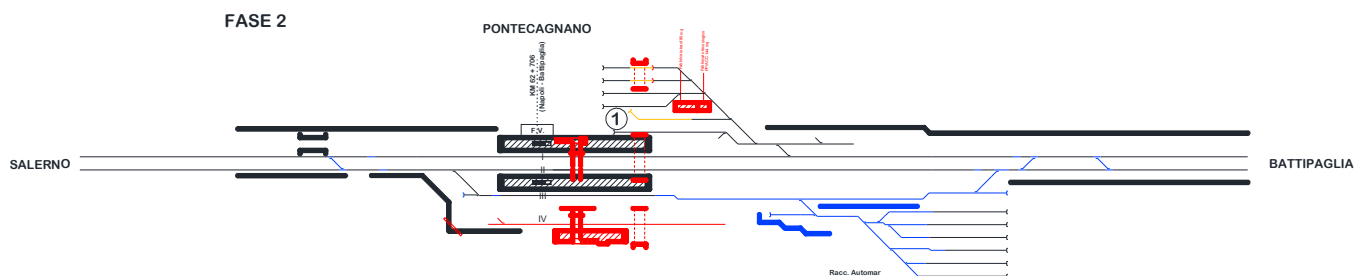 FASE 2
PONTECAGNANO
KM 62 + 706
(Napoli - Battipaglia)
1
F.V.
I
SALERNO
BATTIPAGLIA
II
III
IV
Racc. Automar